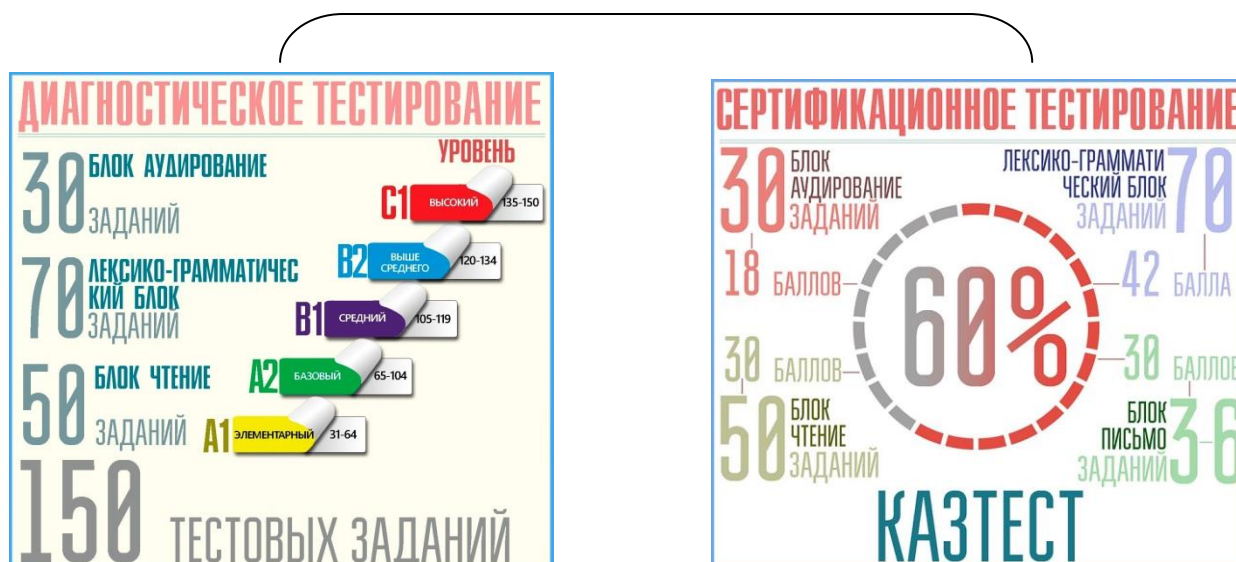 ДИАГНОСТИЧЕСКОЕ ТЕСТИРОВАНИЕ
30 БЛОК АУДИРОВАНИЕ
ЗАДАНИЙ
70 ЛЕКСИКО-ГРАММАТИЧЕС
КИЙ БЛОК
ЗАДАНИЙ
50 БЛОК ЧТЕНИЕ
ЗАДАНИЙ
150 ТЕСТОВЫХ ЗАДАНИЙ
УРОВЕНЬ
C1 ВЫСОКИЙ 135-150
B2 ВЫШЕ
СРЕДНЕГО 120-134
B1 СРЕДНИЙ 105-119
A2 БАЗОВЫЙ 65-104
A1 ЭЛЕМЕНТАРНЫЙ 31-64
СЕРТИФИКАЦИОННОЕ ТЕСТИРОВАНИЕ
30 БЛОК
АУДИРОВАНИЕ
ЗАДАНИЙ
18 БАЛЛОВ
ЛЕКСИКО-ГРАММАТИ
ЧЕСКИЙ БЛОК
ЗАДАНИЙ 70
42 БАЛЛА
60%
30 БАЛЛОВ
50 БЛОК
ЧТЕНИЕ
ЗАДАНИЙ
30 БАЛЛОВ
БЛОК
ПИСЬМО
ЗАДАНИЙ 3-6
КАЗТЕСТ